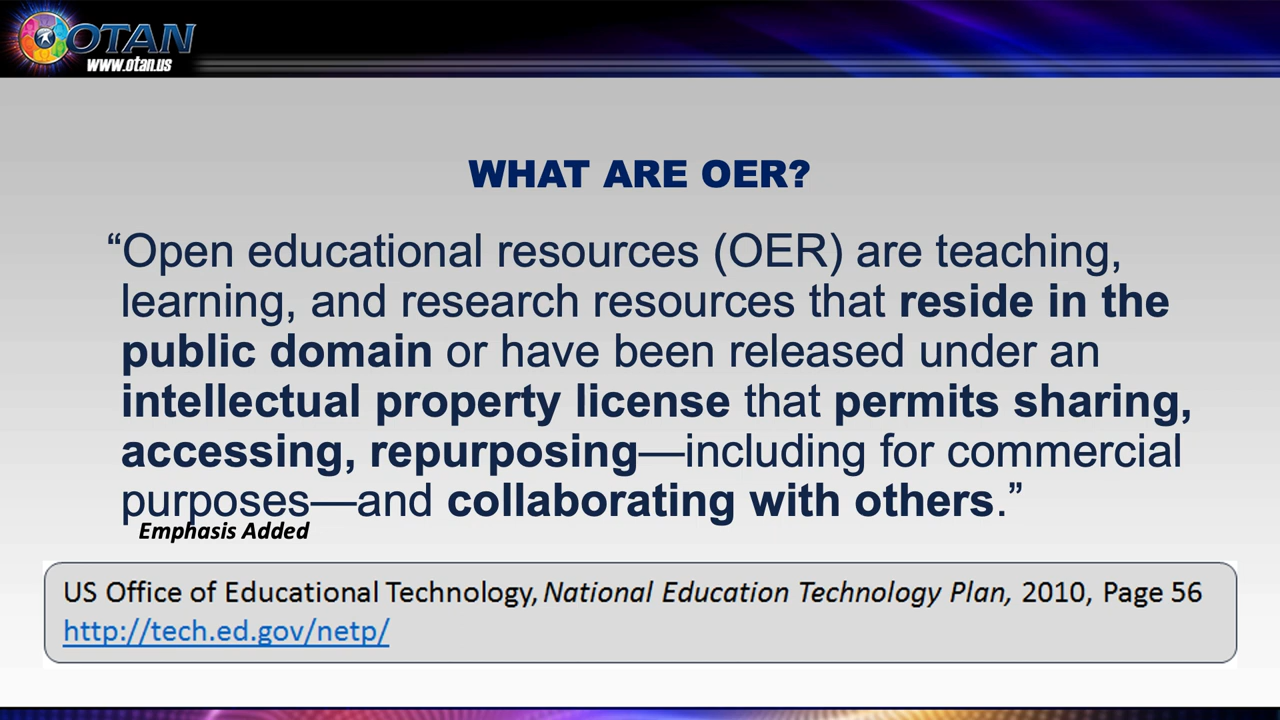 OTAN
www.otan.us
WHAT ARE OER?
“Open educational resources (OER) are teaching,
learning, and research resources that reside in the
public domain or have been released under an
intellectual property license that permits sharing,
accessing, repurposing—including for commercial
purposes—and collaborating with others.”
Emphasis Added
US Office of Educational Technology, National Education Technology Plan, 2010, Page 56
http://tech.ed.gov/netp/